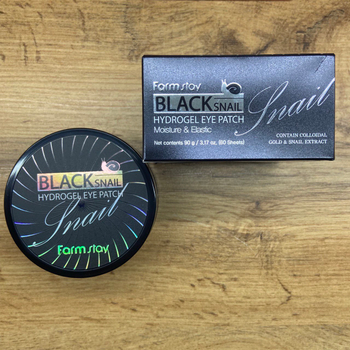 Farmstay
BLACK SNAIL
HYDROGEL EYE PATCH
Moisture & Elastic
Net contents 90 g / 3.17 oz, (60 Sheets)
Snail
CONTAIN COLLOIDAL
GOLD & SNAIL EXTRACT
BLACK SNAIL
HYDROGEL EYE PATCH
Snail
Farmstay